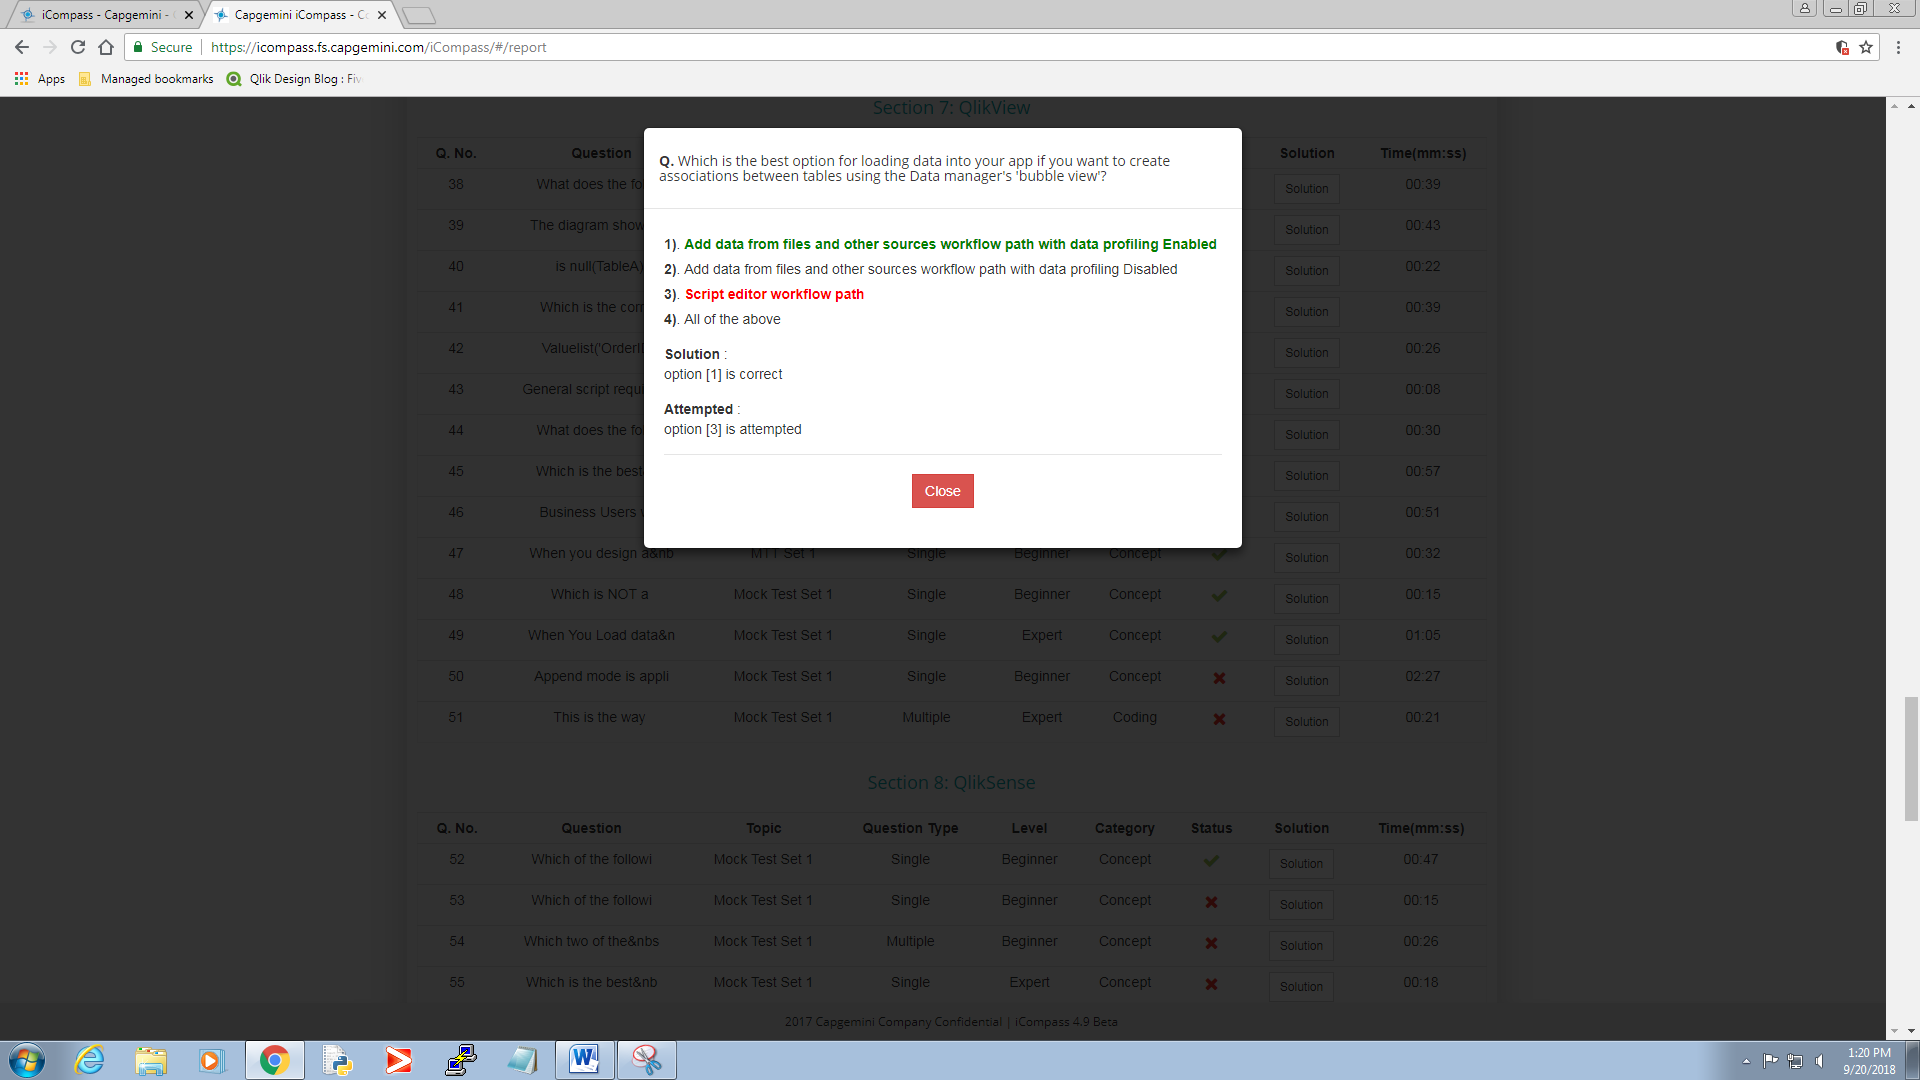 iCompass - Capgemini -
Capgemini iCompass - Co
Secure
https://icompass.fs.capgemini.com/iCompass/#/report
Apps
Managed bookmarks
Qlik Design Blog : Fiv
Section 7: QlikView
Q. No. Question Solution Time(mm:ss)
Q. Which is the best option for loading data into your app if you want to create
associations between tables using the Data manager's 'bubble view'?
1). Add data from files and other sources workflow path with data profiling Enabled
2). Add data from files and other sources workflow path with data profiling Disabled
3). Script editor workflow path
4). All of the above
Solution :
option [1] is correct
Attempted :
option [3] is attempted
Close
38 What does the fo Solution 00:39
39 The diagram show Solution 00:43
40 is null(TableA) Solution 00:22
41 Which is the corr Solution 00:39
42 Valuelist('OrderI Solution 00:26
43 General script requi Solution 00:08
44 What does the fo Solution 00:30
45 Which is the best Solution 00:57
46 Business Users Solution 00:51
47 When you design a&nb MTT Set 1 Single Beginner Concept Solution 00:32
48 Which is NOT a Mock Test Set 1 Single Beginner Concept Solution 00:15
49 When You Load data&n Mock Test Set 1 Single Expert Concept Solution 01:05
50 Append mode is appli Mock Test Set 1 Single Beginner Concept Solution 02:27
51 This is the way Mock Test Set 1 Multiple Expert Coding Solution 00:21
Section 8: QlikSense
Q. No. Question Topic Question Type Level Category Status Solution Time(mm:ss)
52 Which of the followi Mock Test Set 1 Single Beginner Concept Solution 00:47
53 Which of the followi Mock Test Set 1 Single Beginner Concept Solution 00:15
54 Which two of the&nbs Mock Test Set 1 Multiple Beginner Concept Solution 00:26
55 Which is the best&nb Mock Test Set 1 Single Expert Concept Solution 00:18
2017 Capgemini Company Confidential | iCompass 4.9 Beta
1:20 PM
9/20/2018